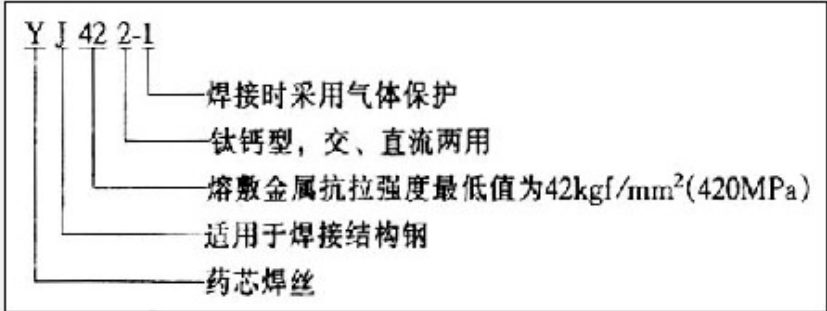 Y J 42 2-1
焊接时采用气体保护
钛钙型，交、直流两用
熔敷金属抗拉强度最低值为42kgf/mm²(420MPa)
适用于焊接结构钢
药芯焊丝